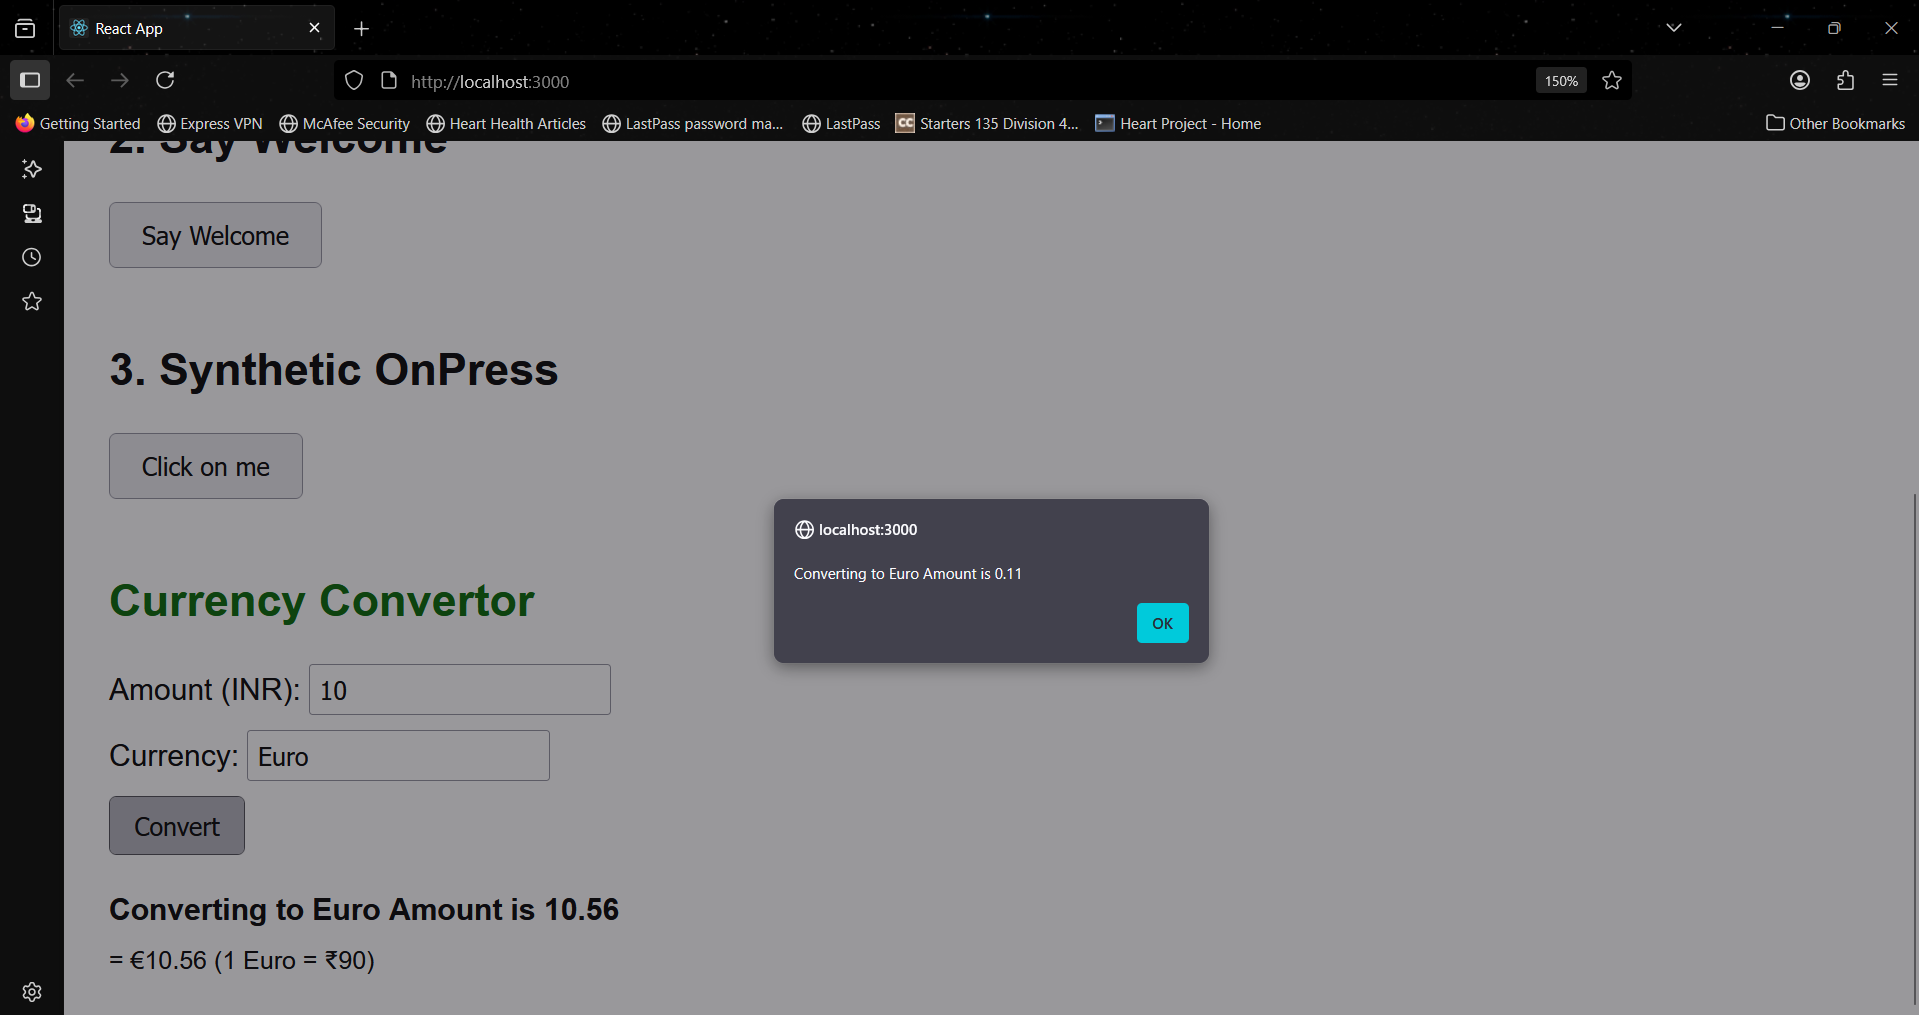 React App
http://localhost:3000
150%
Getting Started
Express VPN
McAfee Security
Heart Health Articles
LastPass password ma...
LastPass
CC
Starters 135 Division 4...
Heart Project - Home
Other Bookmarks
2. Say Welcome
Say Welcome
3. Synthetic OnPress
Click on me
localhost:3000
Converting to Euro Amount is 0.11
OK
Currency Convertor
Amount (INR): 10
Currency: Euro
Convert
Converting to Euro Amount is 10.56
= €10.56 (1 Euro = ₹90)